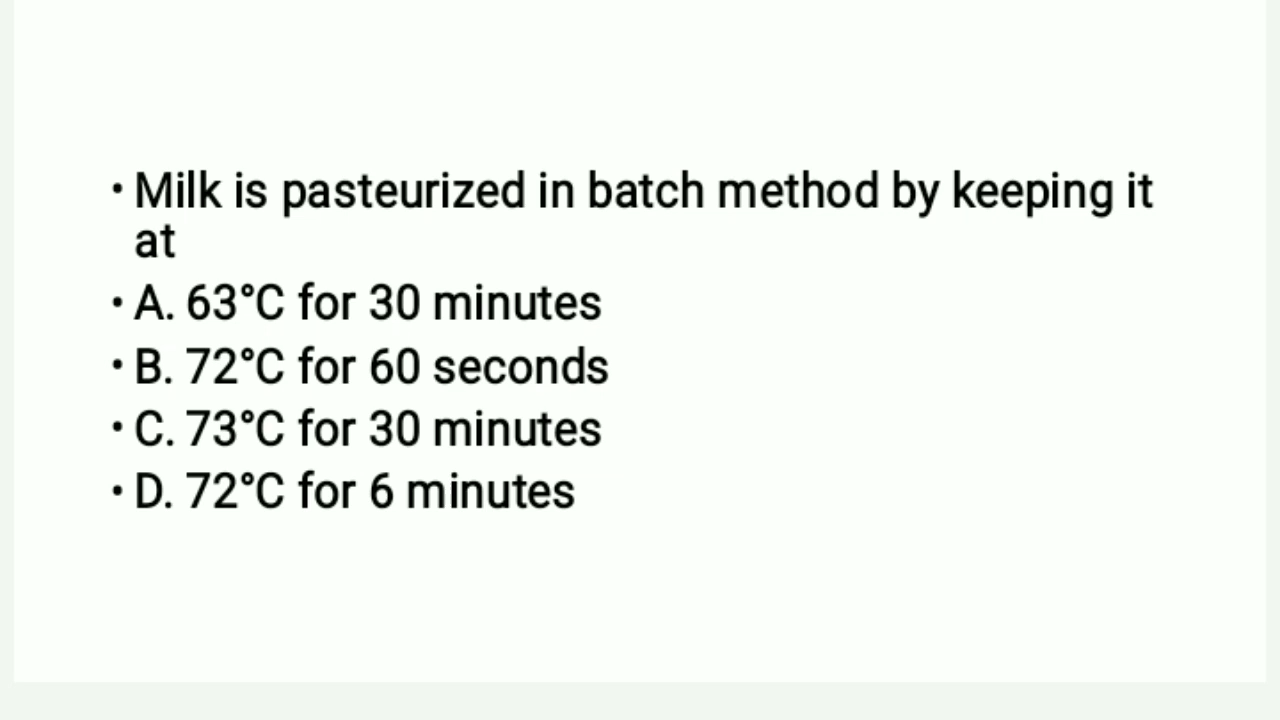 • Milk is pasteurized in batch method by keeping it
at
• A. 63°C for 30 minutes
• B. 72°C for 60 seconds
• C. 73°C for 30 minutes
• D. 72°C for 6 minutes